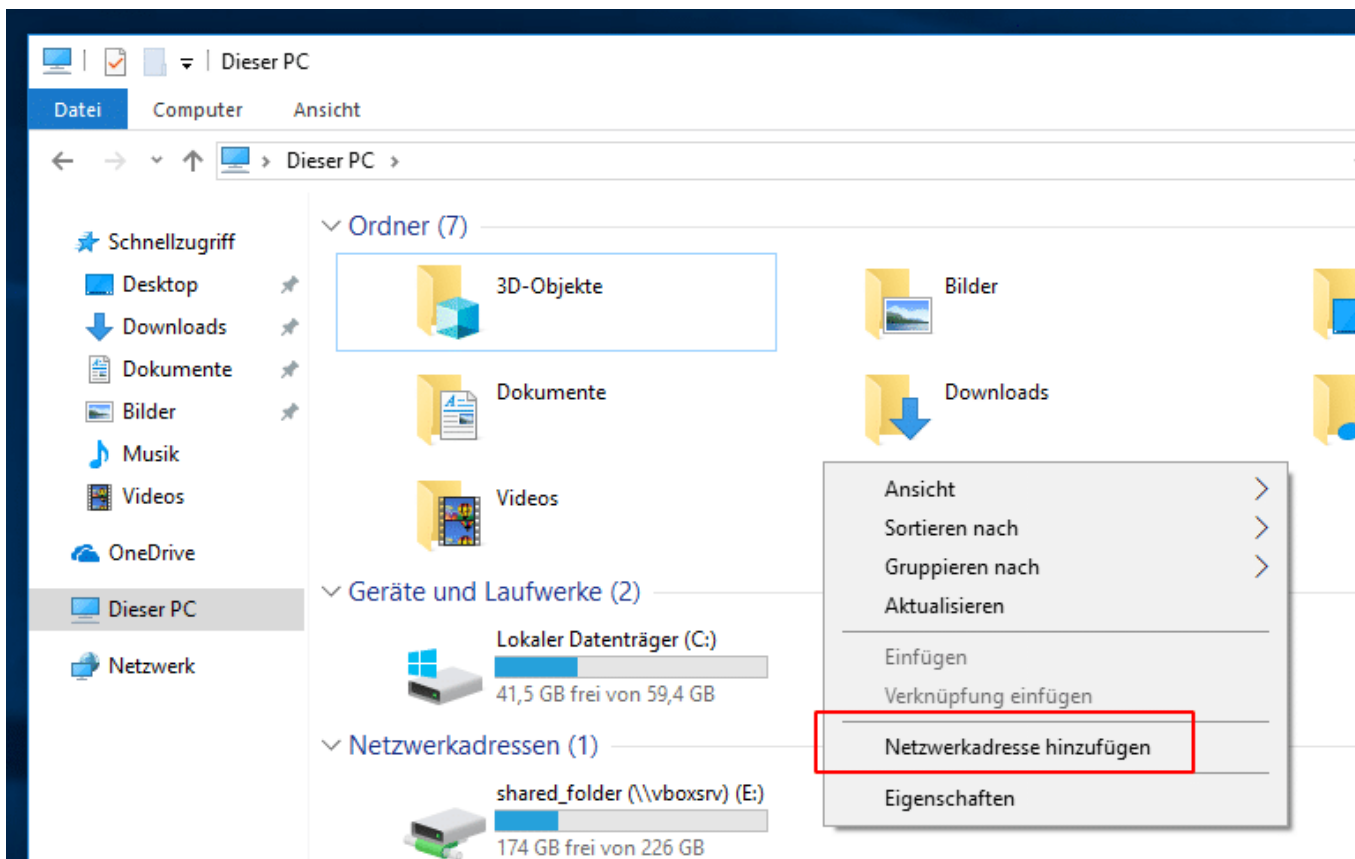 Dieser PC
Datei Computer Ansicht
Dieser PC
Schnellzugriff
Desktop
Downloads
Dokumente
Bilder
Musik
Videos
OneDrive
Dieser PC
Netzwerk
Ordner (7)
3D-Objekte
Bilder
Dokumente
Downloads
Videos
Geräte und Laufwerke (2)
Lokaler Datenträger (C:)
41,5 GB frei von 59,4 GB
Netzwerkadressen (1)
shared_folder (\\vboxsrv) (E:)
174 GB frei von 226 GB
Ansicht
Sortieren nach
Gruppieren nach
Aktualisieren
Einfügen
Verknüpfung einfügen
Netzwerkadresse hinzufügen
Eigenschaften